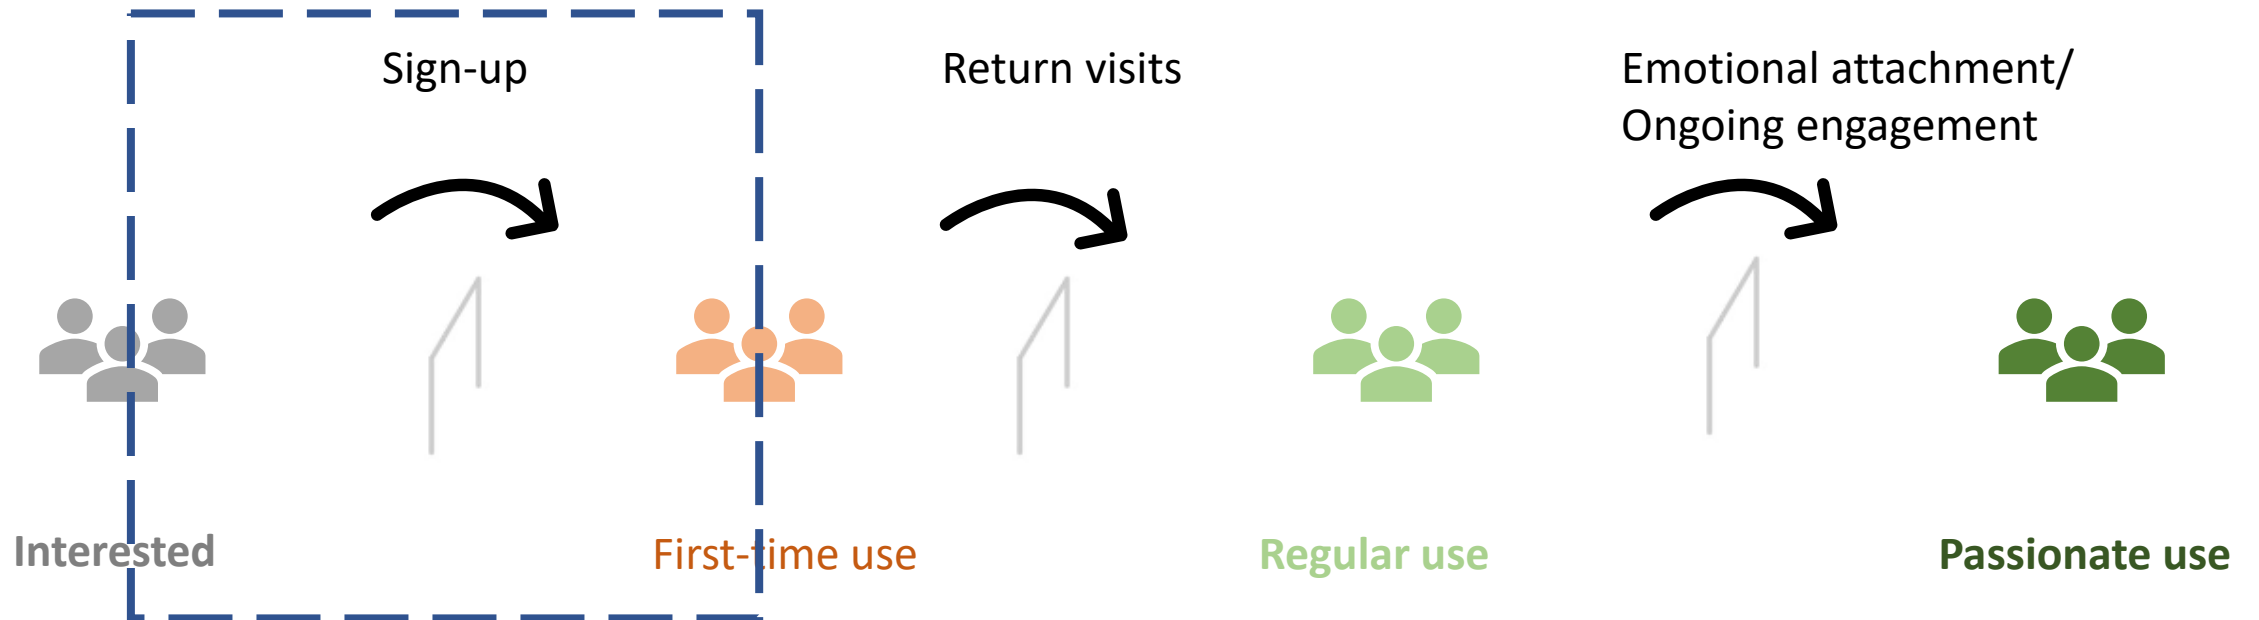 Sign-up
Return visits
Emotional attachment/
Ongoing engagement
Interested
First-time use
Regular use
Passionate use